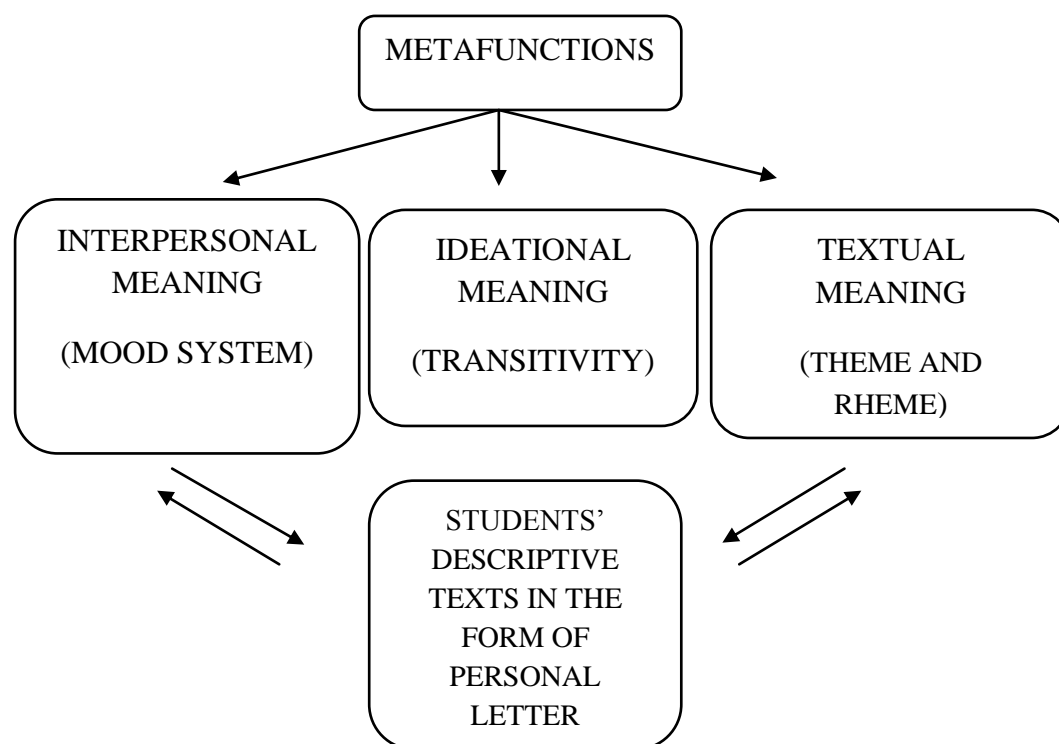 METAFUNCTIONS
INTERPERSONAL
MEANING
(MOOD SYSTEM)
IDEATIONAL
MEANING
(TRANSITIVITY)
TEXTUAL
MEANING
(THEME AND
RHEME)
STUDENTS’
DESCRIPTIVE
TEXTS IN THE
FORM OF
PERSONAL
LETTER